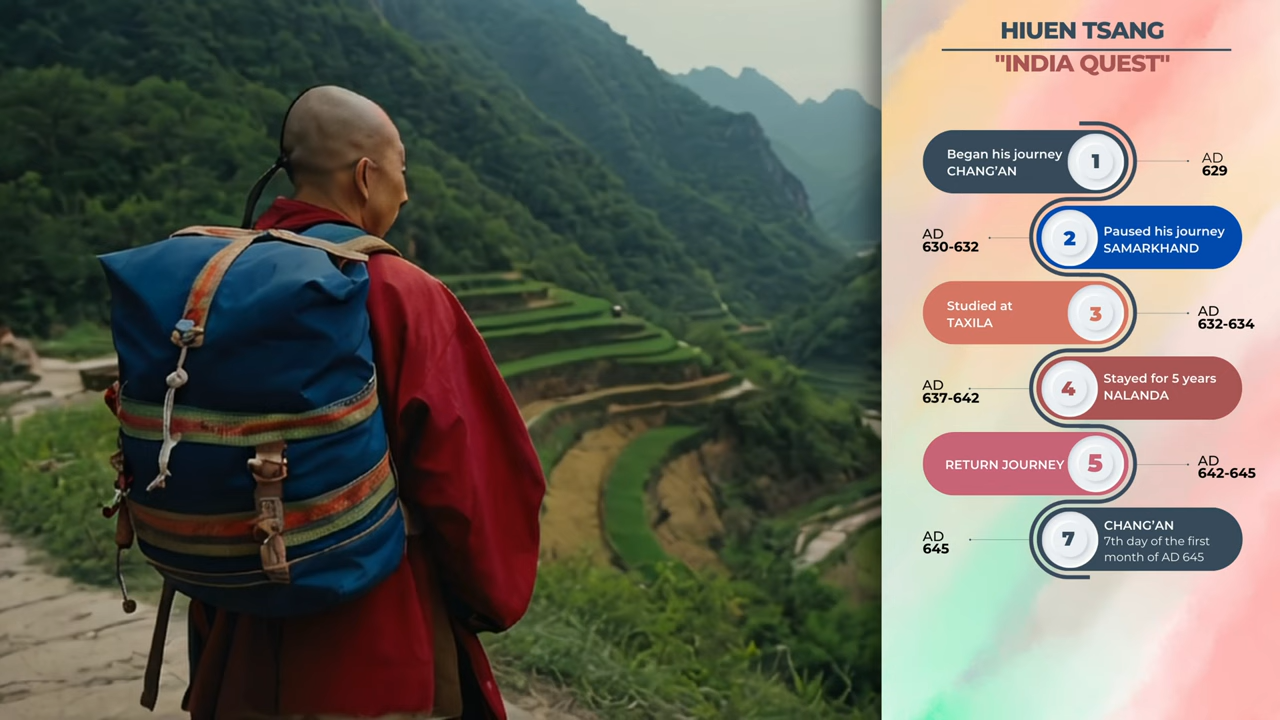 HIUEN TSANG
"INDIA QUEST"
Began his journey
CHANG'AN
1
AD
629
AD
630-632
2
Paused his journey
SAMARKHAND
Studied at
TAXILA
3
AD
632-634
AD
637-642
4
Stayed for 5 years
NALANDA
RETURN JOURNEY
5
AD
642-645
AD
645
7
CHANG'AN
7th day of the first
month of AD 645